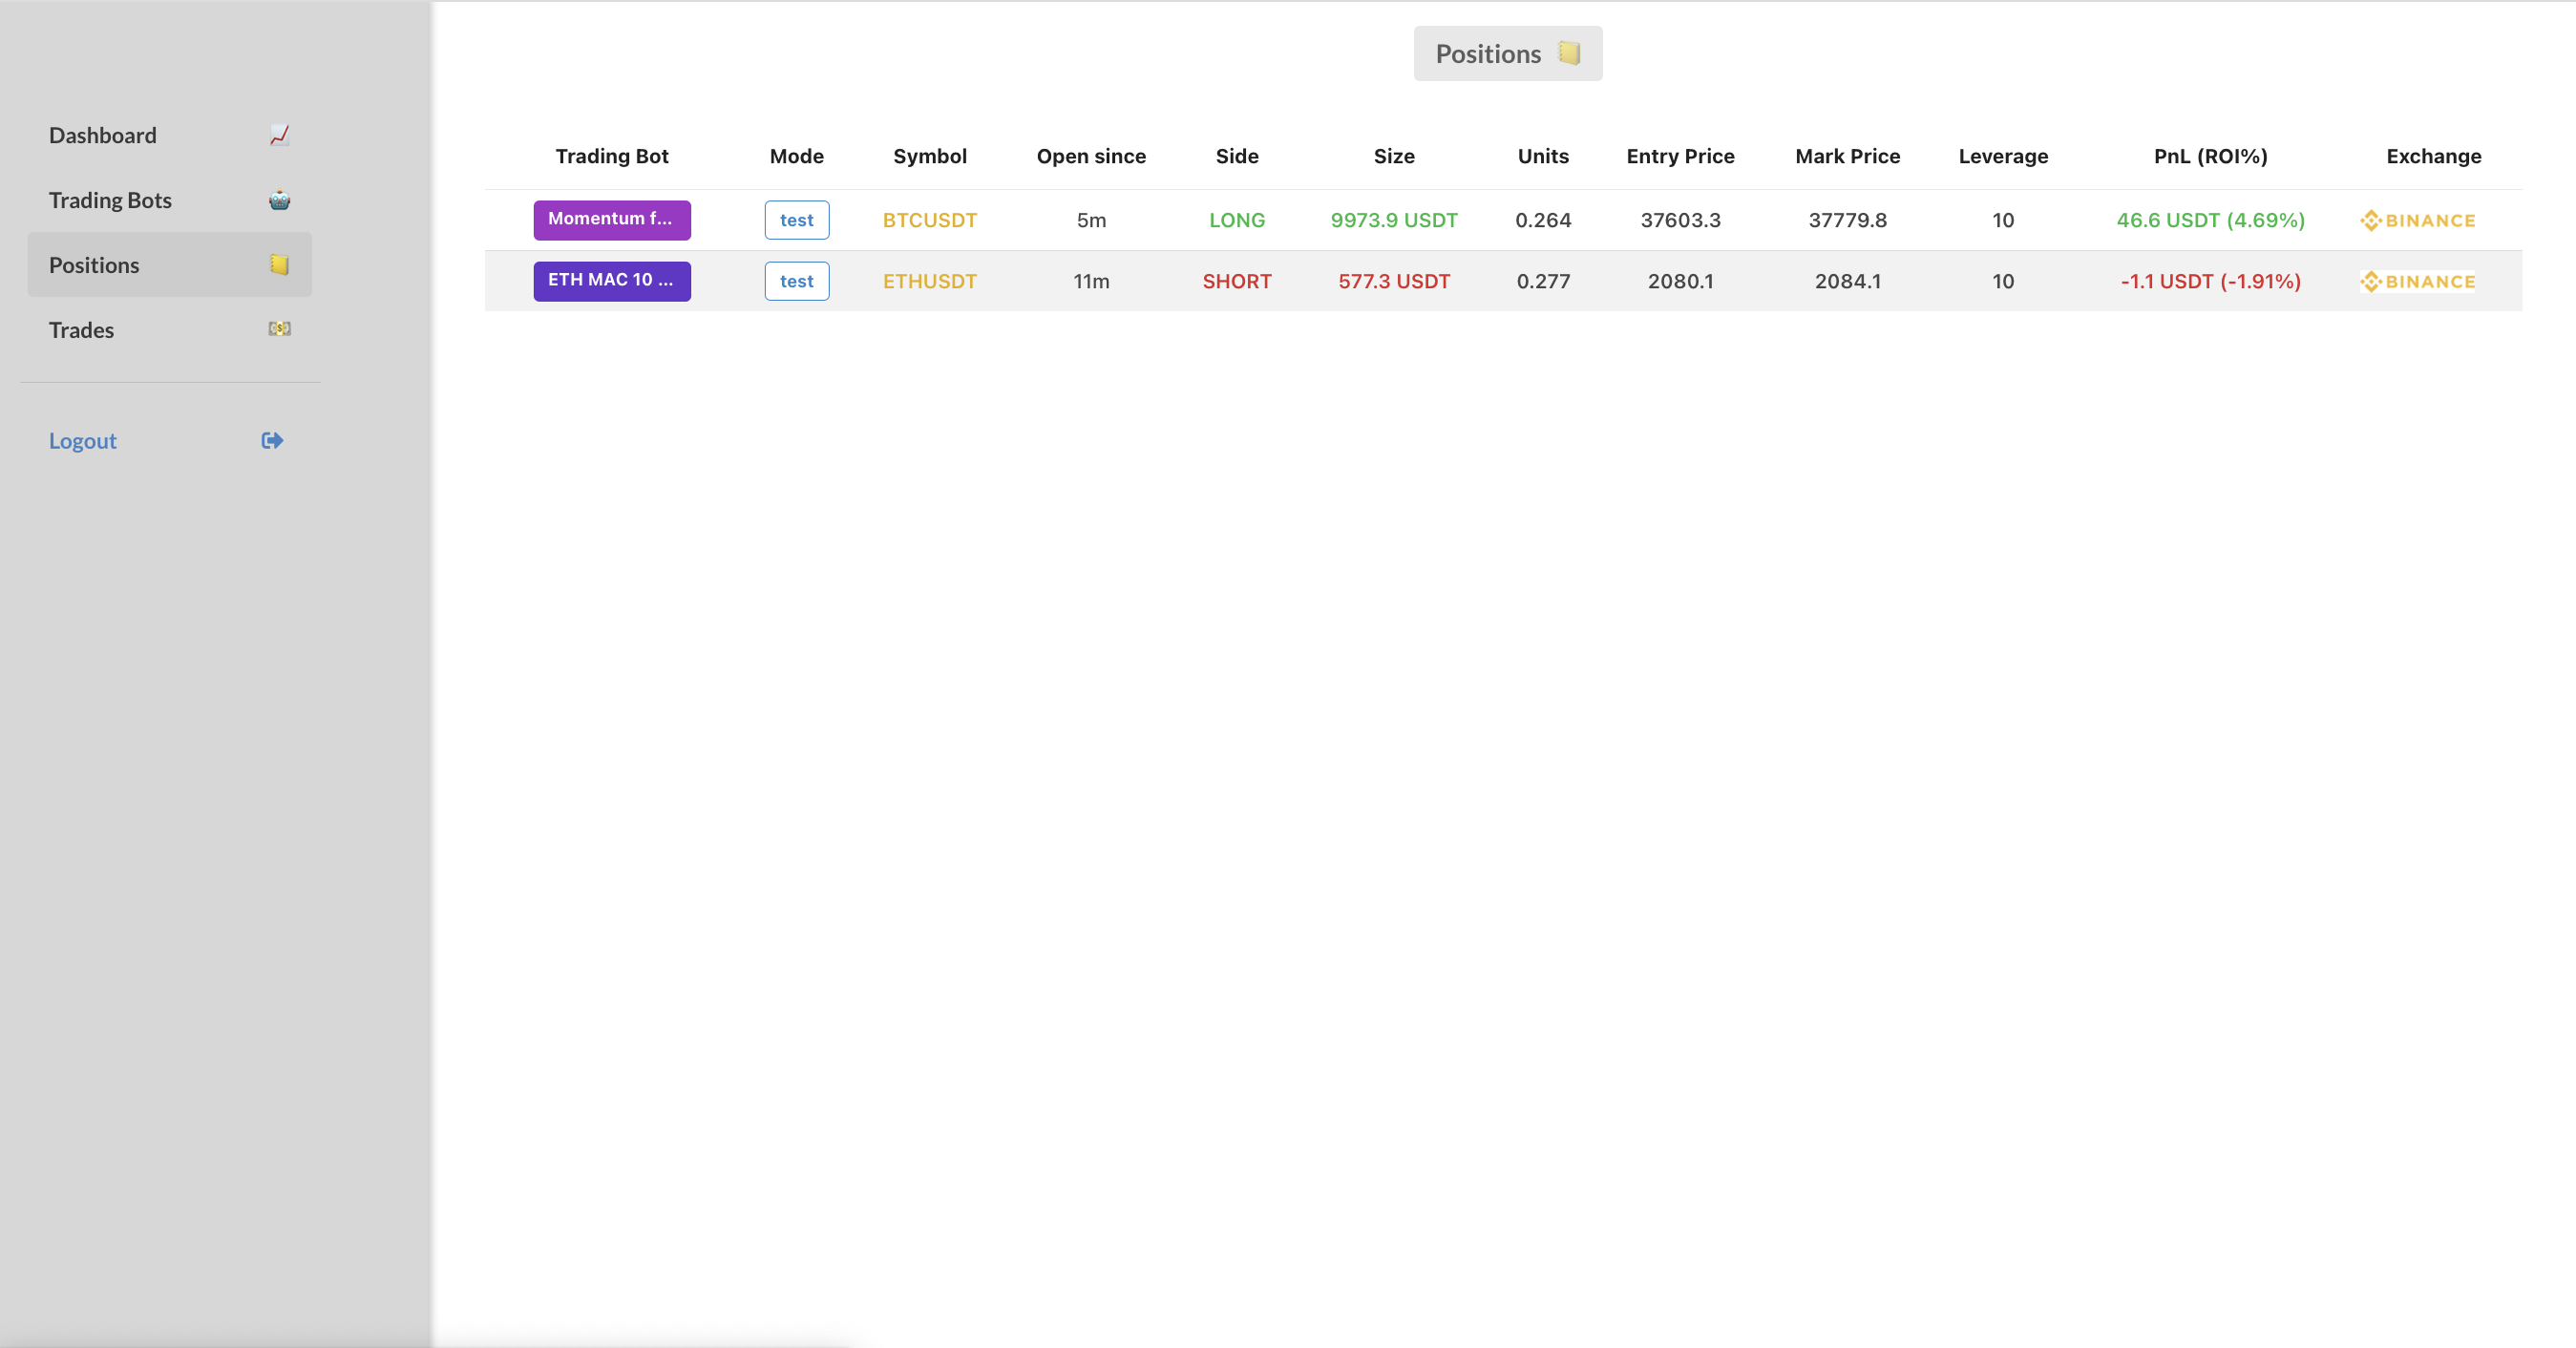 Positions
Dashboard
Trading Bots
Positions
Trades
Logout
Trading Bot Mode Symbol Open since Side Size Units Entry Price Mark Price Leverage PnL (ROI%) Exchange
Momentum f... test BTCUSDT 5m LONG 9973.9 USDT 0.264 37603.3 37779.8 10 46.6 USDT (4.69%) BINANCE
ETH MAC 10 ... test ETHUSDT 11m SHORT 577.3 USDT 0.277 2080.1 2084.1 10 -1.1 USDT (-1.91%) BINANCE